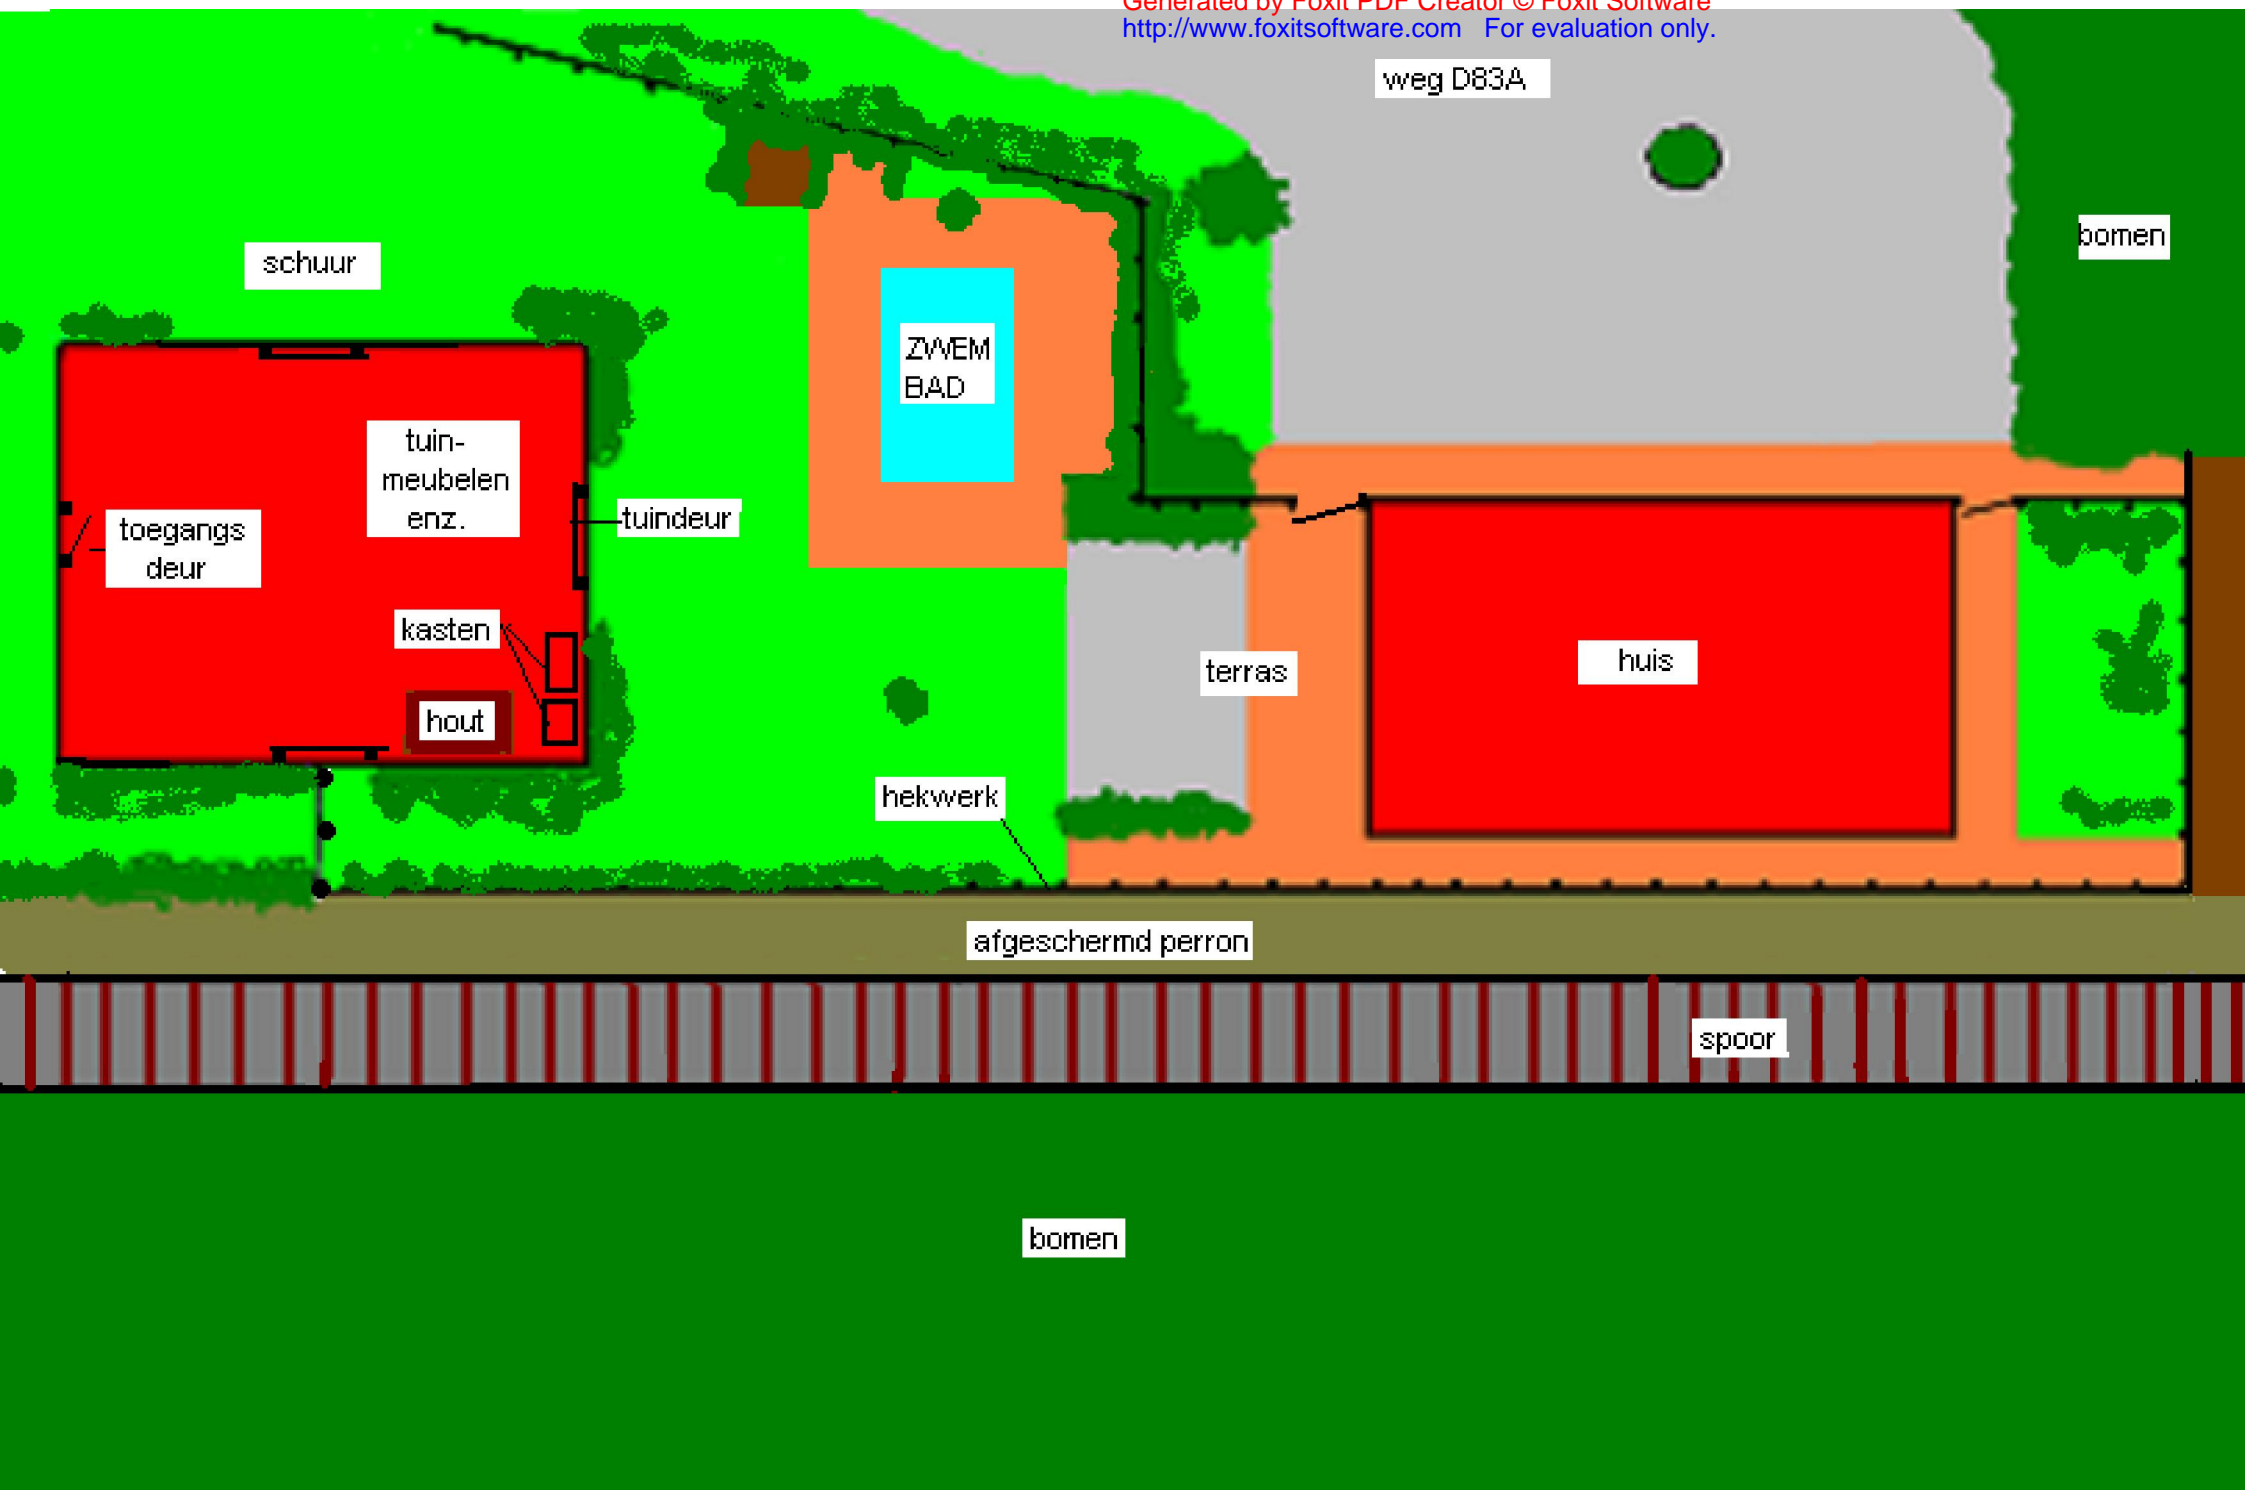 Generated by Foxit PDF Creator © Foxit Software
http://www.foxitsoftware.com For evaluation only.
weg D83A
bomen
schuur
ZWEM
BAD
tuin-
meubelen
enz.
toegangs
deur
tuindeur
kasten
hout
terras
huis
hekwerk
afgeschermd perron
spoor
bomen